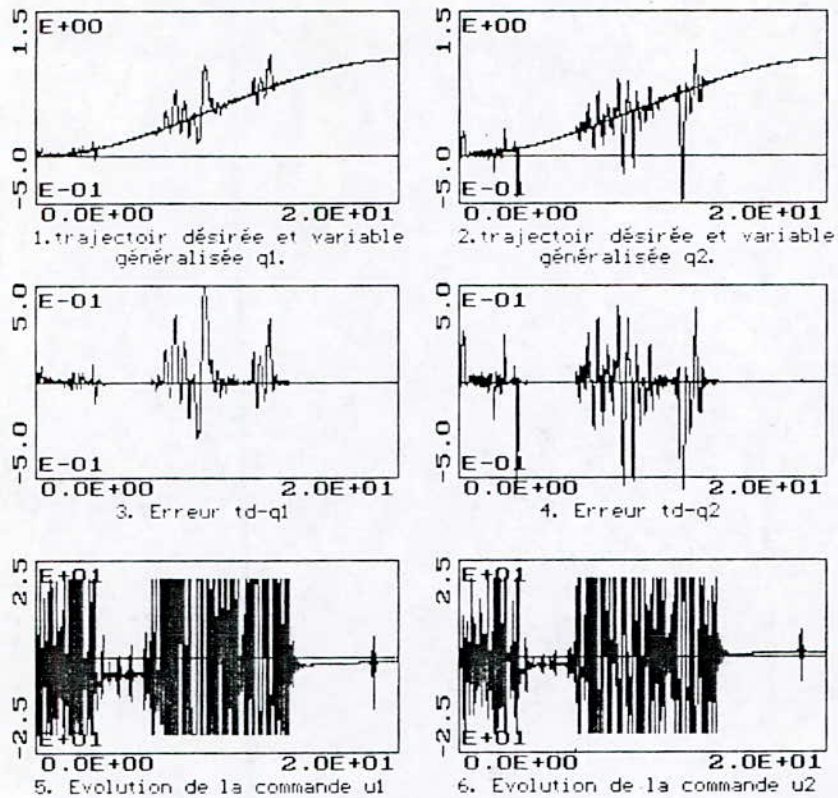 1.5
E+00
-5.0
E-01
0.0E+00 2.0E+01
1.trajectoir désirée et variable
généralisée q1.
1.5
E+00
-5.0
E-01
0.0E+00 2.0E+01
2.trajectoir désirée et variable
généralisée q2.
5.0
E-01
-5.0
E-01
0.0E+00 2.0E+01
3. Erreur td-q1
5.0
E-01
-5.0
E-01
0.0E+00 2.0E+01
4. Erreur td-q2
2.5
E+01
-2.5
E+01
0.0E+00 2.0E+01
5. Evolution de la commande u1
2.5
E+01
-2.5
E+01
0.0E+00 2.0E+01
6. Evolution de la commande u2